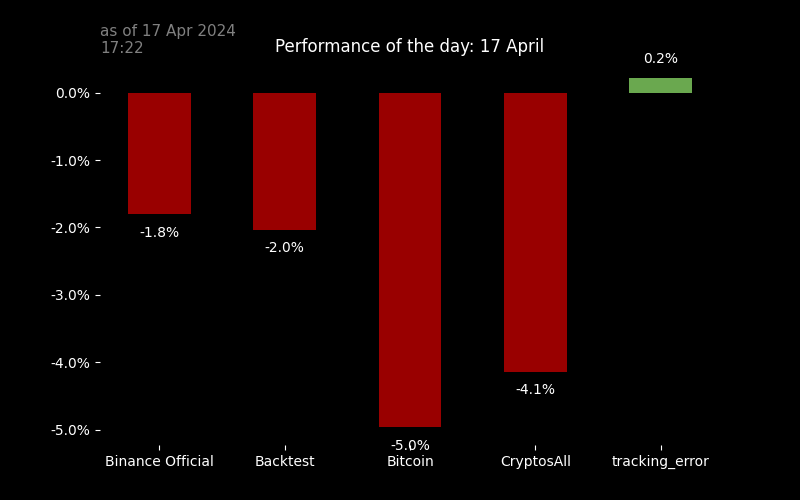 as of 17 Apr 2024
17:22
Performance of the day: 17 April
0.2%
0.0%
-1.0%
-2.0%
-3.0%
-4.0%
-5.0%
-1.8%
-2.0%
-5.0%
-4.1%
Binance Official
Backtest
Bitcoin
CryptosAll
tracking_error